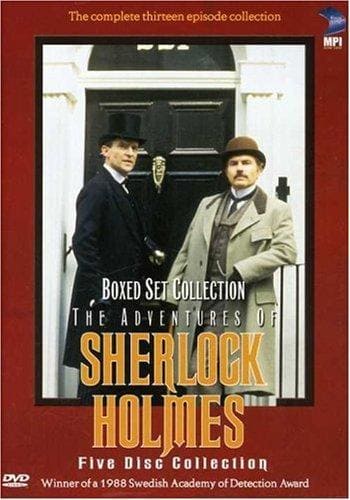 The complete thirteen episode collection
MPI
221
BOXED SET COLLECTION
THE ADVENTURES OF
SHERLOCK
HOLMES
Five Disc Collection
DVD
Winner of a 1988 Swedish Academy of Detection Award